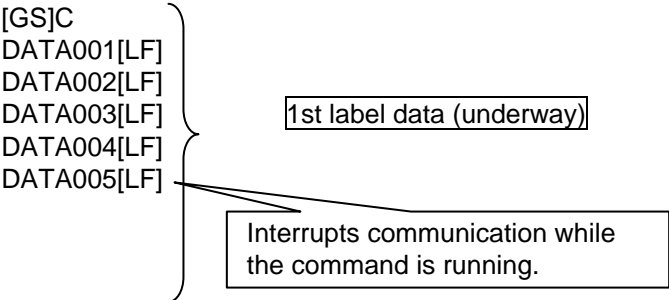 [GS]C
DATA001[LF]
DATA002[LF]
DATA003[LF]
DATA004[LF]
DATA005[LF]
1st label data (underway)
Interrupts communication while
the command is running.